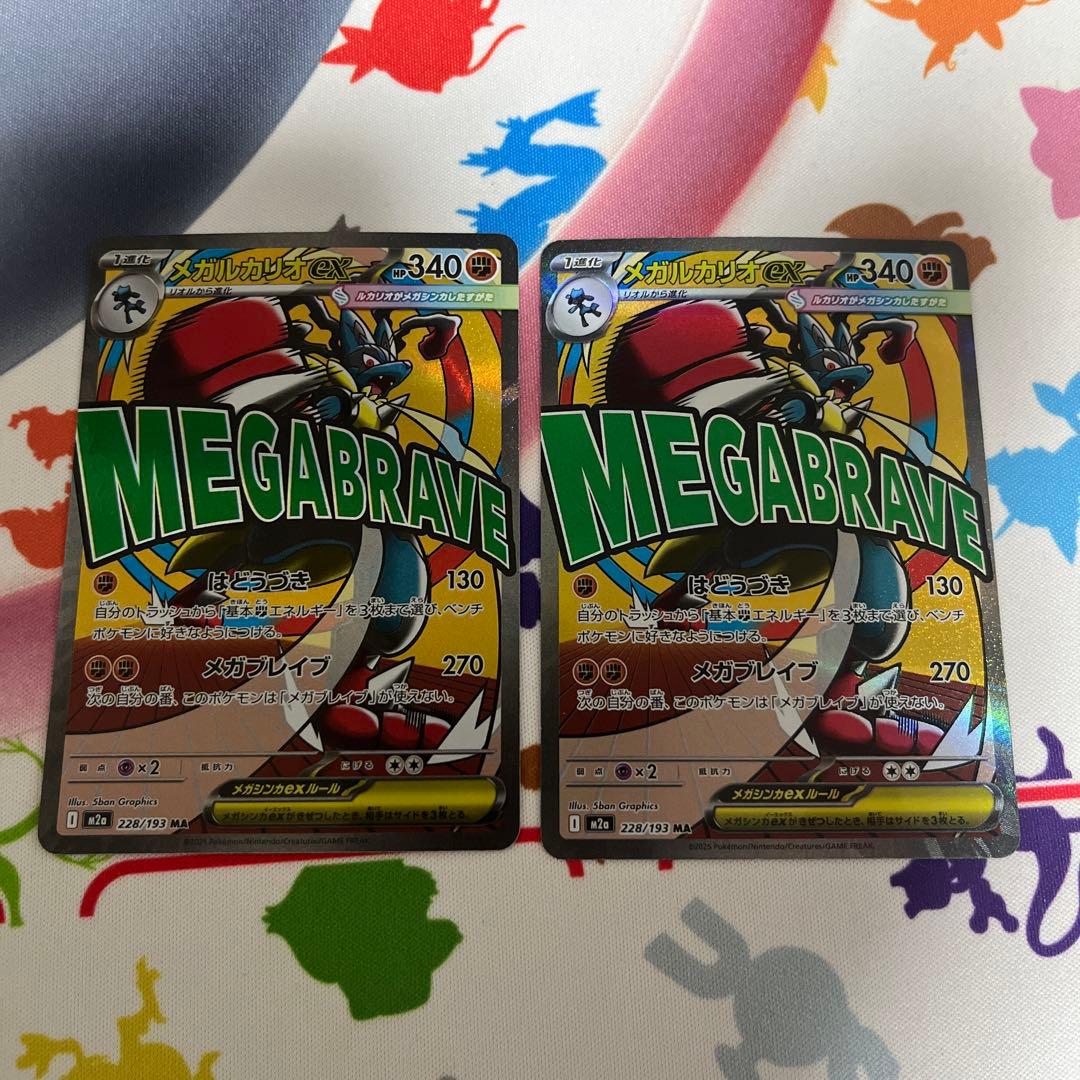 1進化
メガルカリオex
HP340
リオルから進化
ルカリオがメガシンカしたすがた
MEGABRAVE
はどうづき 130
自分のトラッシュから「基本闘エネルギー」を3枚まで選び、ベンチ
ポケモンに好きなようにつける。
メガブレイブ 270
次の自分の番、このポケモンは「メガブレイブ」が使えない。
弱点 ×2 抵抗力 にげる
メガシンカexルール
メガシンカexがきぜつしたとき、相手はサイドを3枚とる。
Illus. 5ban Graphics
I M2a 228/193 MA
©2025 Pokémon/Nintendo/Creatures/GAME FREAK.
1進化
メガルカリオex
HP340
リオルから進化
ルカリオがメガシンカしたすがた
MEGABRAVE
はどうづき 130
自分のトラッシュから「基本闘エネルギー」を3枚まで選び、ベンチ
ポケモンに好きなようにつける。
メガブレイブ 270
次の自分の番、このポケモンは「メガブレイブ」が使えない。
弱点 ×2 抵抗力 にげる
メガシンカexルール
メガシンカexがきぜつしたとき、相手はサイドを3枚とる。
Illus. 5ban Graphics
I M2a 228/193 MA
©2025 Pokémon/Nintendo/Creatures/GAME FREAK.